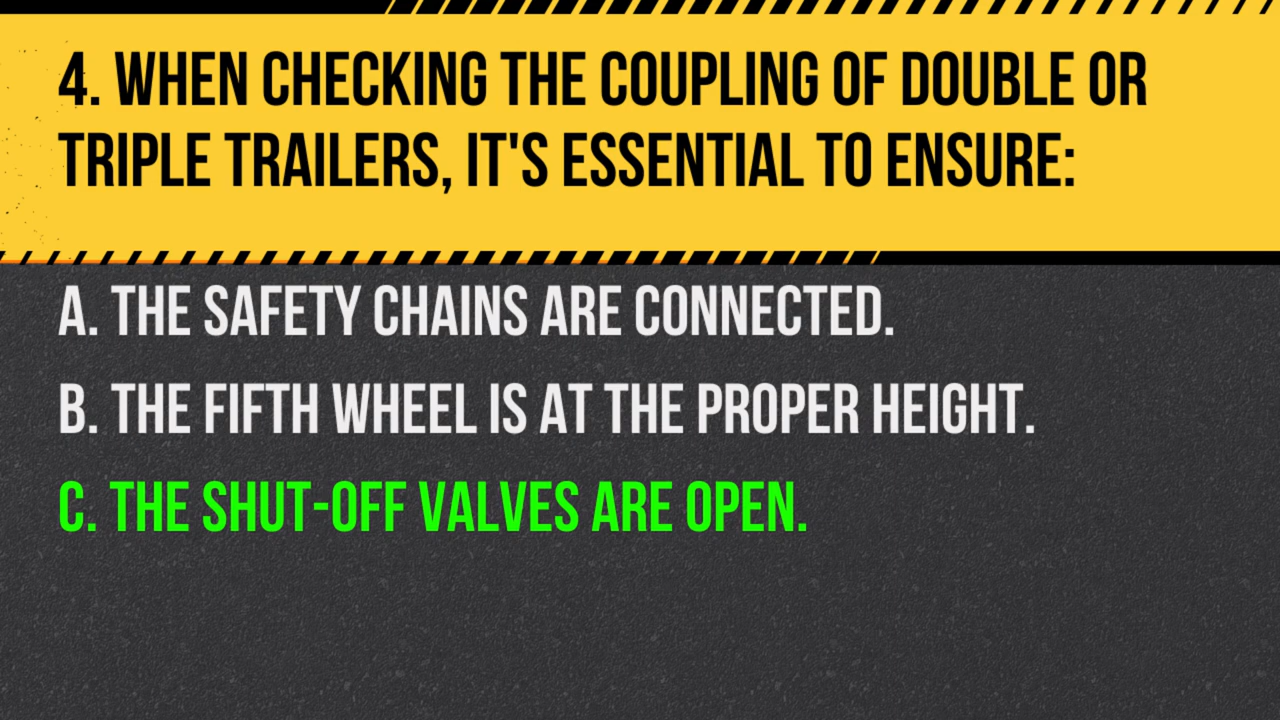 4. WHEN CHECKING THE COUPLING OF DOUBLE OR
TRIPLE TRAILERS, IT'S ESSENTIAL TO ENSURE:
A. THE SAFETY CHAINS ARE CONNECTED.
B. THE FIFTH WHEEL IS AT THE PROPER HEIGHT.
C. THE SHUT-OFF VALVES ARE OPEN.